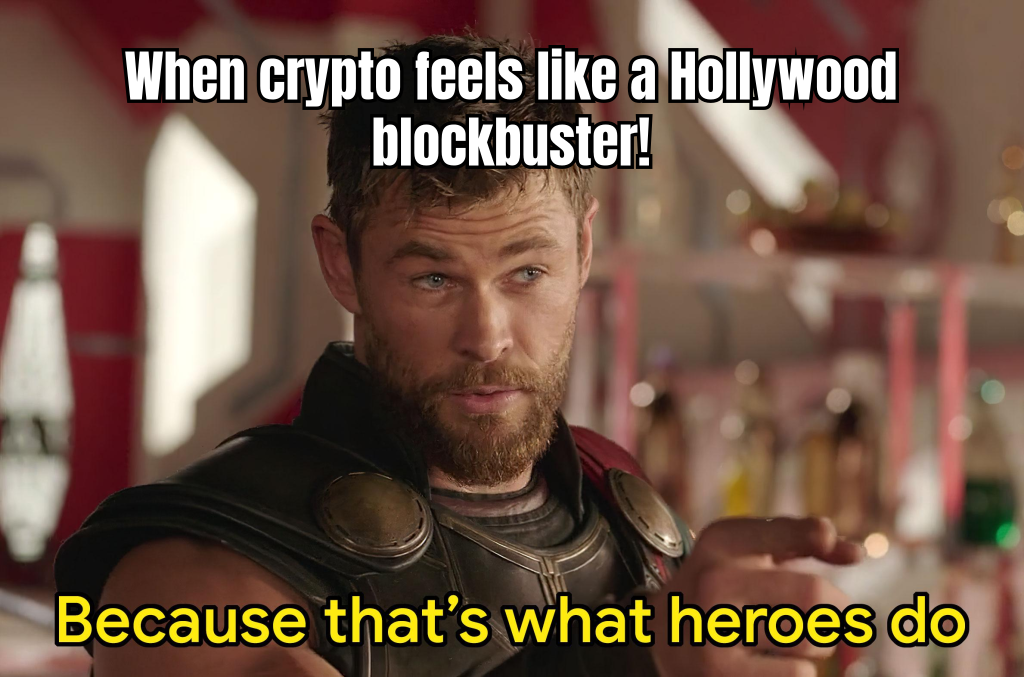 When crypto feels like a Hollywood
blockbuster!
Because that’s what heroes do